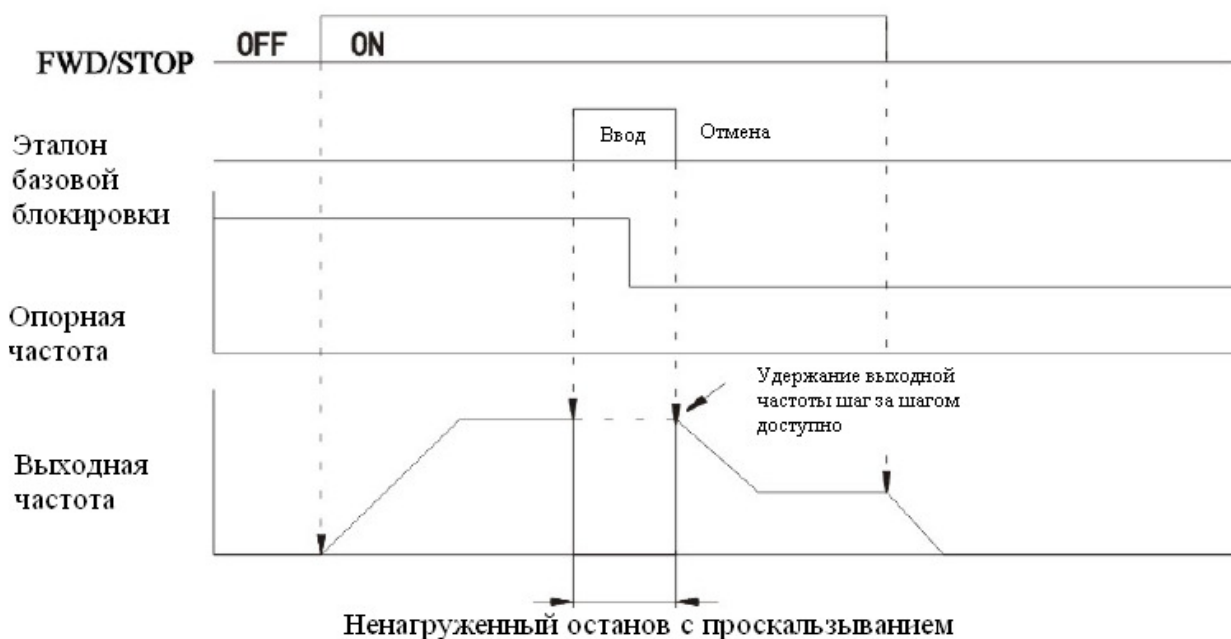 OFF
ON
FWD/STOP
Эталон
базовой
блокировки
Ввод
Отмена
Опорная
частота
Удержание выходной
частоты шаг за шагом
доступно
Выходная
частота
Ненагруженный останов с проскальзыванием